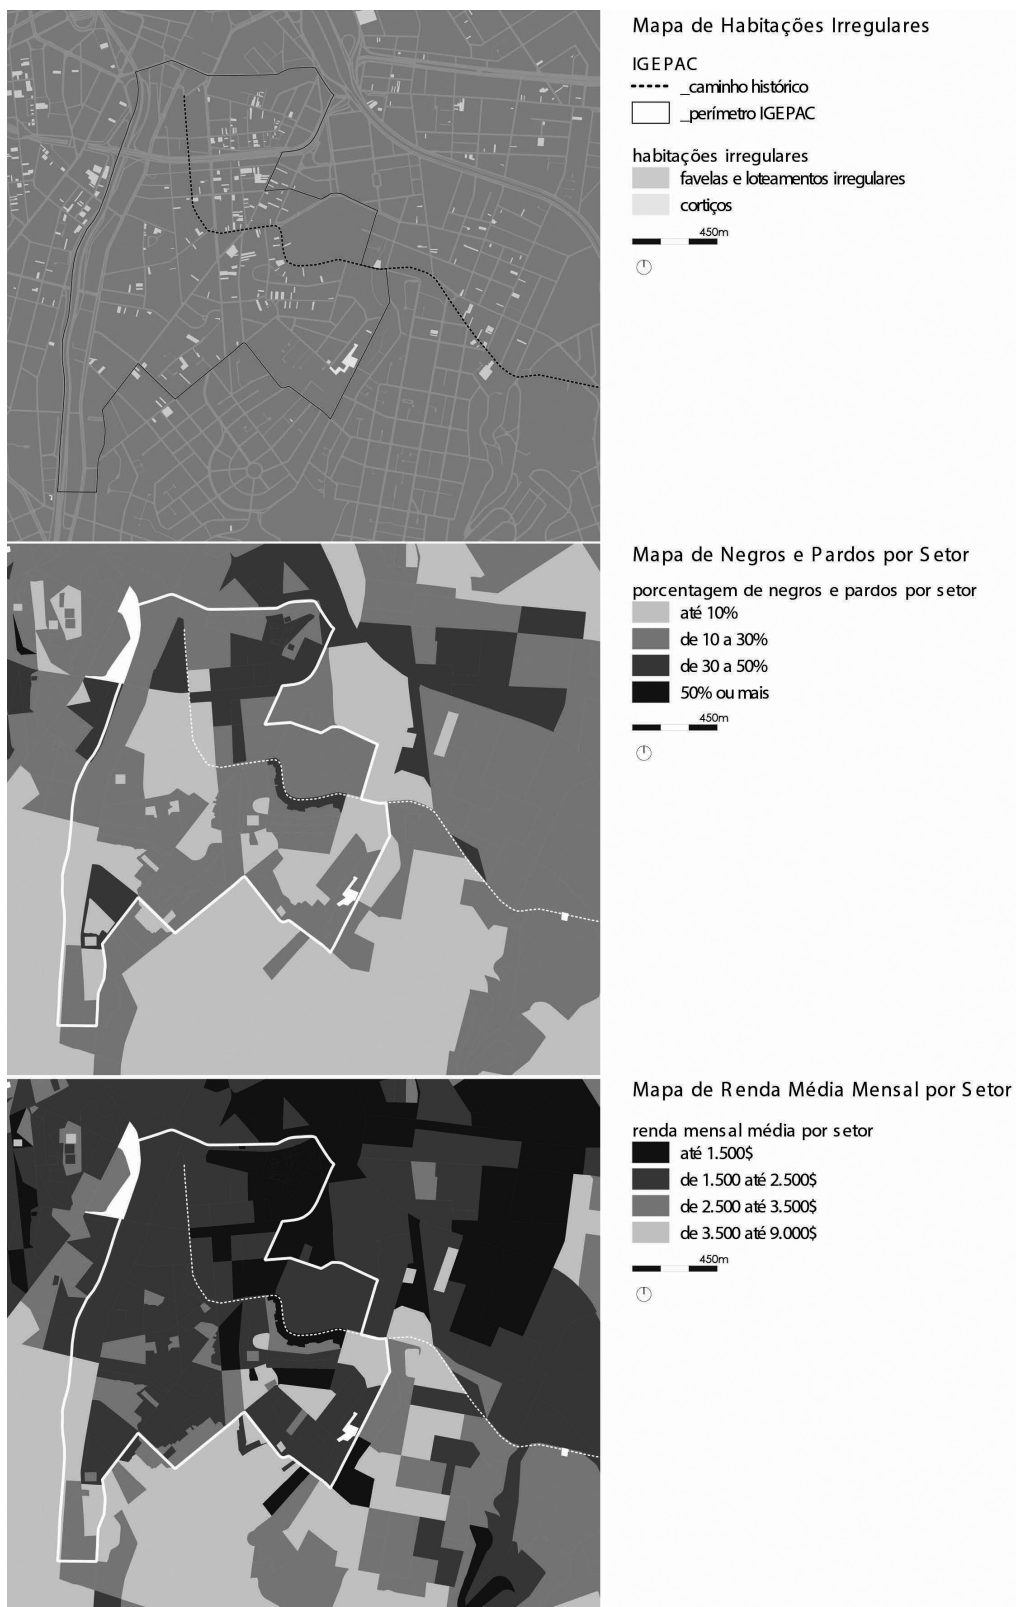 Mapa de Habitações Irregulares
IGEPAC
_caminho histórico
_perímetro IGEPAC
habitações irregulares
favelas e loteamentos irregulares
cortiços
450m
Mapa de Negros e Pardos por Setor
porcentagem de negros e pardos por setor
até 10%
de 10 a 30%
de 30 a 50%
50% ou mais
450m
Mapa de Renda Média Mensal por Setor
renda mensal média por setor
até 1.500$
de 1.500 até 2.500$
de 2.500 até 3.500$
de 3.500 até 9.000$
450m